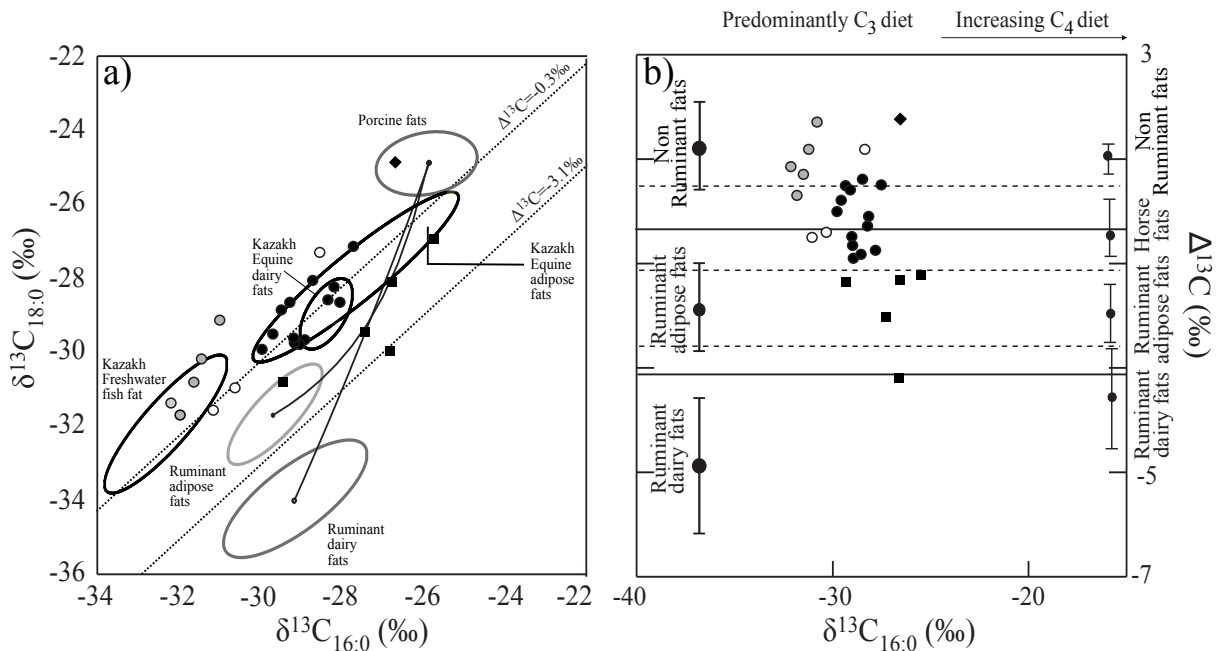 a)
-22
-24
-26
-28
-30
-32
-34
-36
δ¹³C₁₈:₀ (‰)
-34
-32
-30
-28
-26
-24
-22
δ¹³C₁₆:₀ (‰)
Porcine fats
Δ¹³C=-0.3‰
Δ¹³C=-3.1‰
Kazakh
Equine
dairy
fats
Kazakh
Equine
adipose
fats
Kazakh
Freshwater
fish fat
Ruminant
adipose
fats
Ruminant
dairy
fats
Predominantly C₃ diet
Increasing C₄ diet
b)
Non
Ruminant fats
Ruminant
adipose fats
Ruminant
dairy fats
Non
Ruminant fats
Horse
fats
Ruminant
adipose fats
Ruminant
dairy fats
3
-5
-7
Δ¹³C (‰)
-40
-30
-20
δ¹³C₁₆:₀ (‰)